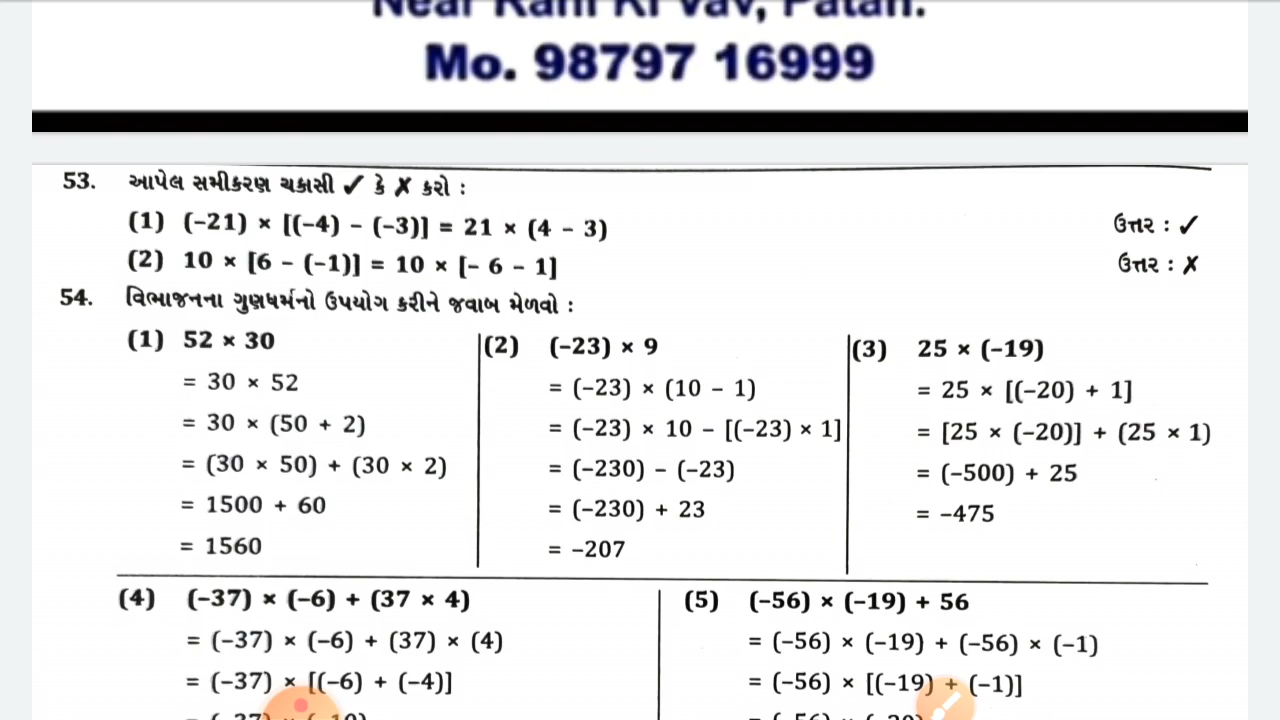 Near Rani Ki Vav, Patan.
Mo. 98797 16999
53. આપેલ સમીકરણ ચકાસી ✓ કે ✗ કરો :
(1) (−21) × [(−4) − (−3)] = 21 × (4 − 3) ઉત્તર : ✓
(2) 10 × [6 − (−1)] = 10 × [− 6 − 1] ઉત્તર : ✗
54. વિભાજનના ગુણધર્મનો ઉપયોગ કરીને જવાબ મેળવો :
(1) 52 × 30
= 30 × 52
= 30 × (50 + 2)
= (30 × 50) + (30 × 2)
= 1500 + 60
= 1560
(2) (−23) × 9
= (−23) × (10 − 1)
= (−23) × 10 − [(−23) × 1]
= (−230) − (−23)
= (−230) + 23
= −207
(3) 25 × (−19)
= 25 × [(−20) + 1]
= [25 × (−20)] + (25 × 1)
= (−500) + 25
= −475
(4) (−37) × (−6) + (37 × 4)
= (−37) × (−6) + (37) × (4)
= (−37) × [(−6) + (−4)]
(5) (−56) × (−19) + 56
= (−56) × (−19) + (−56) × (−1)
= (−56) × [(−19) + (−1)]